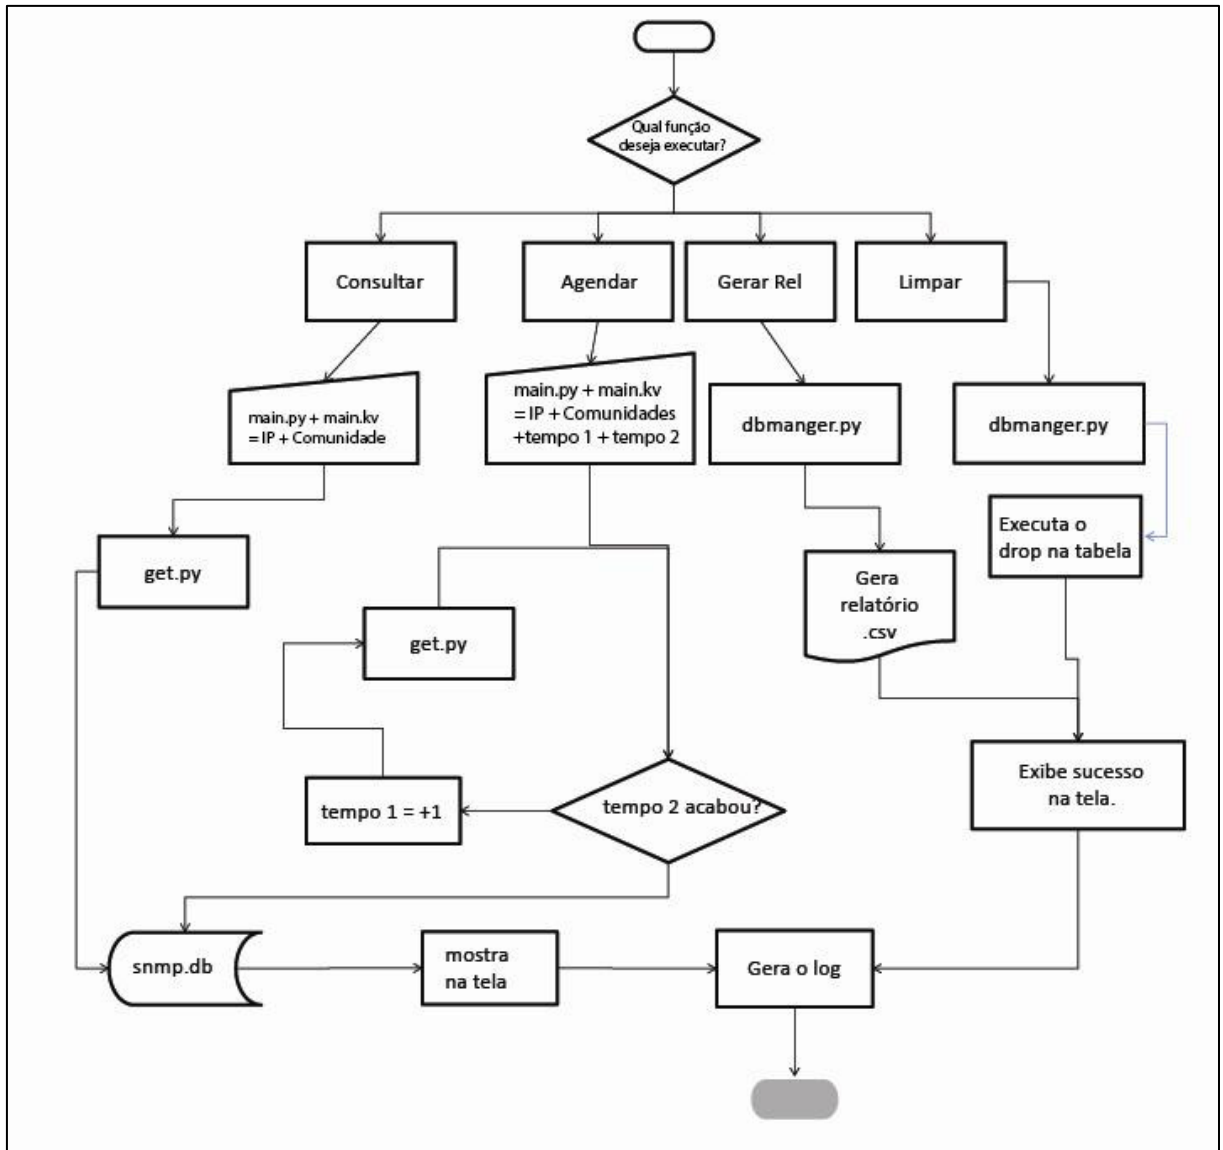 Qual função
deseja executar?
Consultar
Agendar
Gerar Rel
Limpar
main.py + main.kv
= IP + Comunidade
main.py + main.kv
= IP + Comunidades
+tempo 1 + tempo 2
dbmanger.py
dbmanger.py
Executa o
drop na tabela
get.py
Gera
relatório
.csv
get.py
Exibe sucesso
na tela.
tempo 1 = +1
tempo 2 acabou?
snmp.db
mostra
na tela
Gera o log